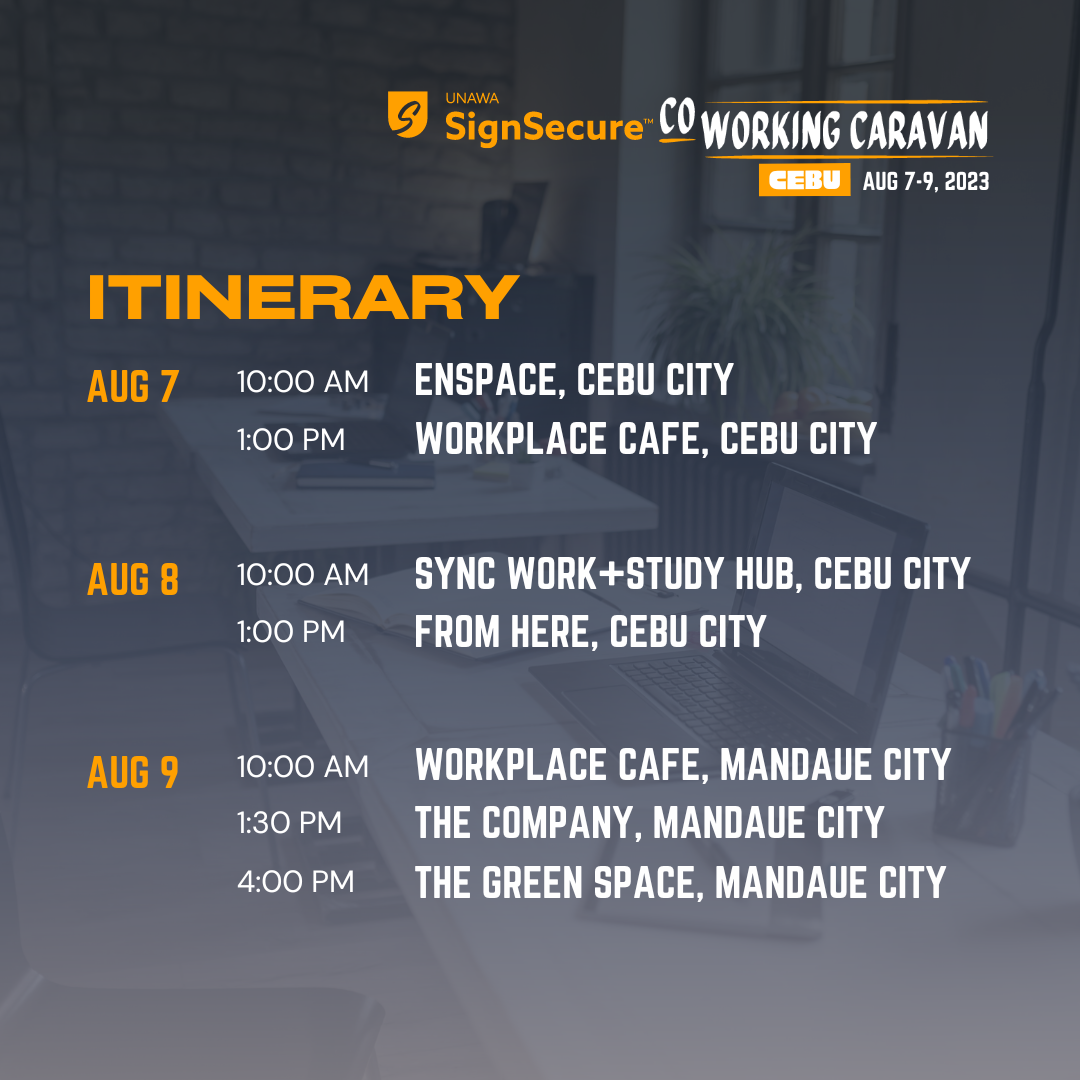 UNAWA
SignSecure™
CO WORKING CARAVAN
CEBU AUG 7-9, 2023
ITINERARY
AUG 7 10:00 AM ENSPACE, CEBU CITY
1:00 PM WORKPLACE CAFE, CEBU CITY
AUG 8 10:00 AM SYNC WORK+STUDY HUB, CEBU CITY
1:00 PM FROM HERE, CEBU CITY
AUG 9 10:00 AM WORKPLACE CAFE, MANDAUE CITY
1:30 PM THE COMPANY, MANDAUE CITY
4:00 PM THE GREEN SPACE, MANDAUE CITY